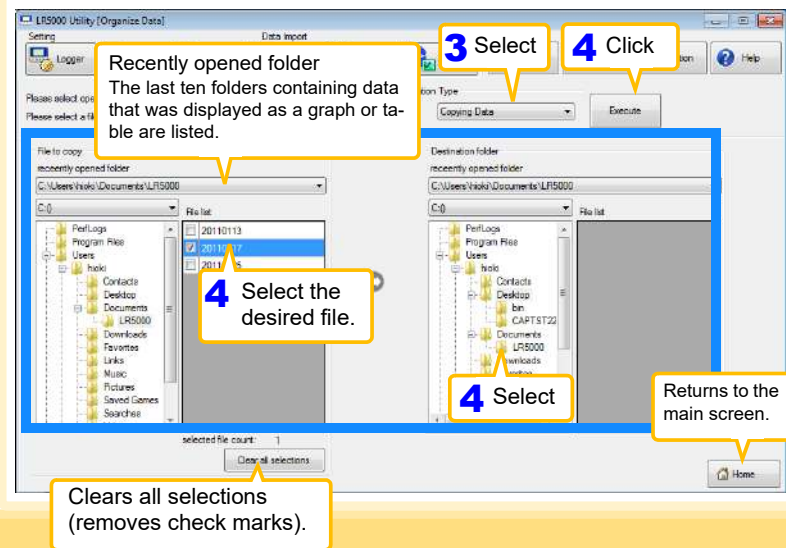 LR5000 Utility [Organize Data]
Setting
Data Import
Logger
Recently opened folder
The last ten folders containing data
that was displayed as a graph or ta-
ble are listed.
3 Select
4 Click
Help
Please select
Please select a
Type
Copying Data
Execute
File to copy
receently opened folder
C:\Users\hioki\Documents\LR5000
C:()
File list
PerfLogs
Program Files
Users
hioki
Contacts
Desktop
Documents
LR5000
Downloads
Favorites
Links
Music
Pictures
Saved Games
Searches
20110113
4 Select the
desired file.
selected file count: 1
Clear all selections
Clears all selections
(removes check marks).
Destination folder
receently opened folder
C:\Users\hioki\Documents\LR5000
C:()
File list
PerfLogs
Program Files
Users
hioki
Contacts
Desktop
bin
CAPTST22
Documents
LR5000
4 Select
Returns to the
main screen.
Home